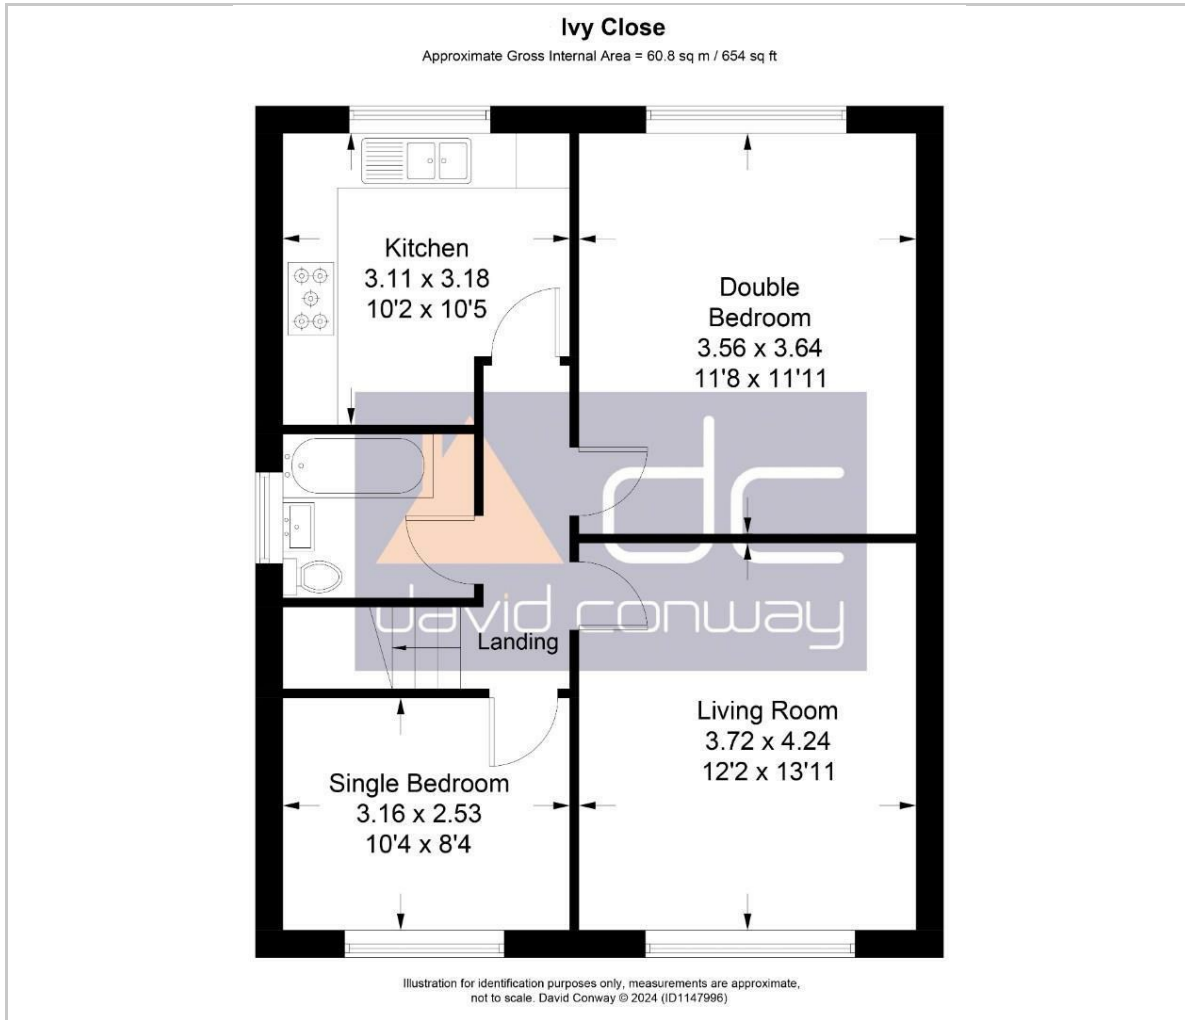 Ivy Close
Approximate Gross Internal Area = 60.8 sq m / 654 sq ft
Kitchen
3.11 x 3.18
10'2 x 10'5
Double
Bedroom
3.56 x 3.64
11'8 x 11'11
dc
david conway
Landing
Living Room
3.72 x 4.24
12'2 x 13'11
Single Bedroom
3.16 x 2.53
10'4 x 8'4
Illustration for identification purposes only, measurements are approximate,
not to scale. David Conway © 2024 (ID1147996)